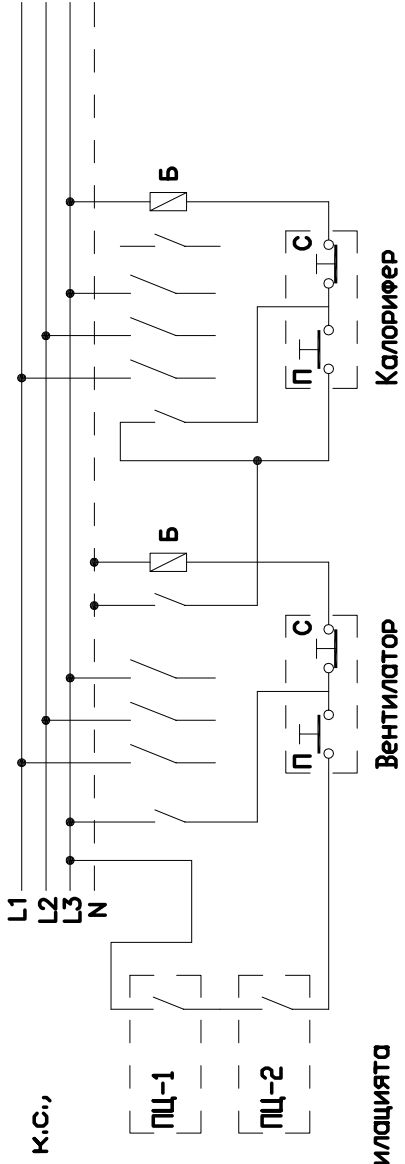 L1
L2
L3
N
Б
С
П
Калорифер
Б
С
П
Вентилатор
к.с.,
ПЦ-1
ПЦ-2
илацията